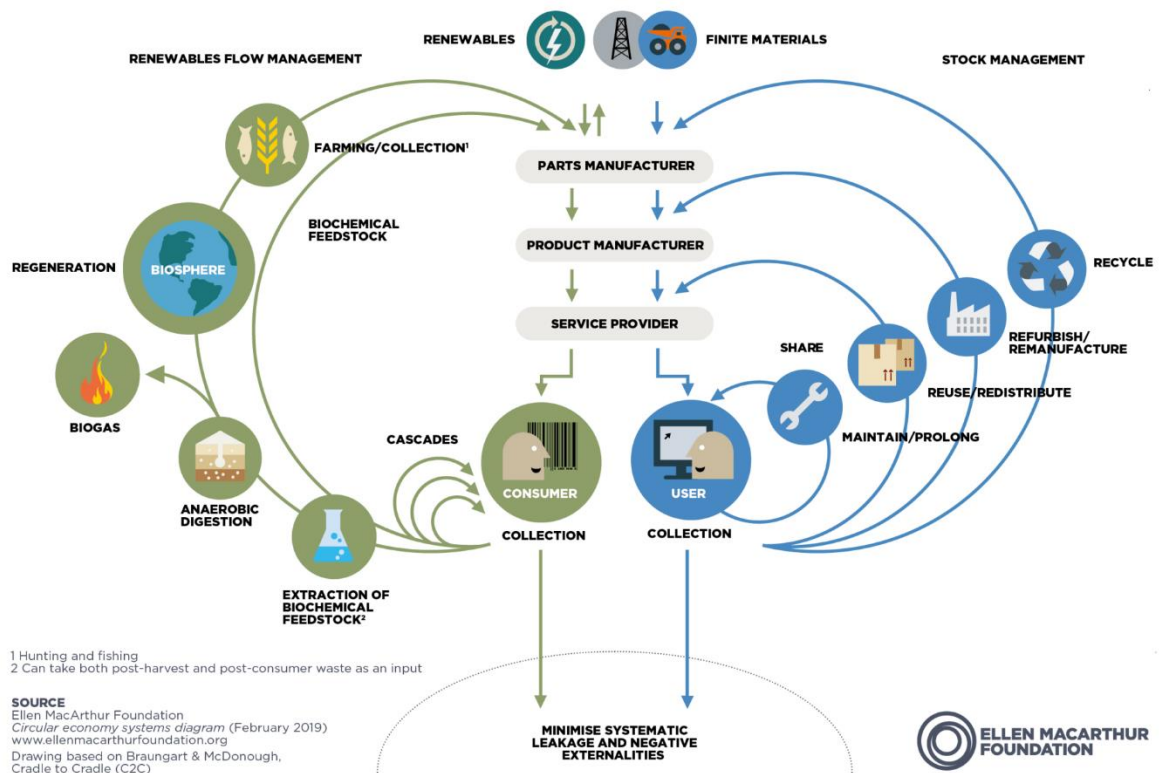 RENEWABLES
FINITE MATERIALS
RENEWABLES FLOW MANAGEMENT
STOCK MANAGEMENT
FARMING/COLLECTION¹
PARTS MANUFACTURER
BIOCHEMICAL
FEEDSTOCK
PRODUCT MANUFACTURER
REGENERATION
BIOSPHERE
RECYCLE
SERVICE PROVIDER
SHARE
REFURBISH/
REMANUFACTURE
REUSE/REDISTRIBUTE
BIOGAS
CASCADES
MAINTAIN/PROLONG
CONSUMER
USER
ANAEROBIC
DIGESTION
COLLECTION
COLLECTION
EXTRACTION OF
BIOCHEMICAL
FEEDSTOCK²
1 Hunting and fishing
2 Can take both post-harvest and post-consumer waste as an input
SOURCE
Ellen MacArthur Foundation
Circular economy systems diagram (February 2019)
www.ellenmacarthurfoundation.org
Drawing based on Braungart & McDonough,
Cradle to Cradle (C2C)
MINIMISE SYSTEMATIC
LEAKAGE AND NEGATIVE
EXTERNALITIES
ELLEN MACARTHUR
FOUNDATION